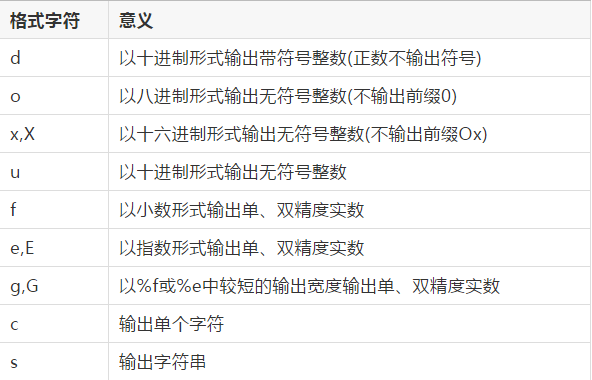 格式字符 意义
d 以十进制形式输出带符号整数(正数不输出符号)
o 以八进制形式输出无符号整数(不输出前缀0)
x,X 以十六进制形式输出无符号整数(不输出前缀Ox)
u 以十进制形式输出无符号整数
f 以小数形式输出单、双精度实数
e,E 以指数形式输出单、双精度实数
g,G 以%f或%e中较短的输出宽度输出单、双精度实数
c 输出单个字符
s 输出字符串